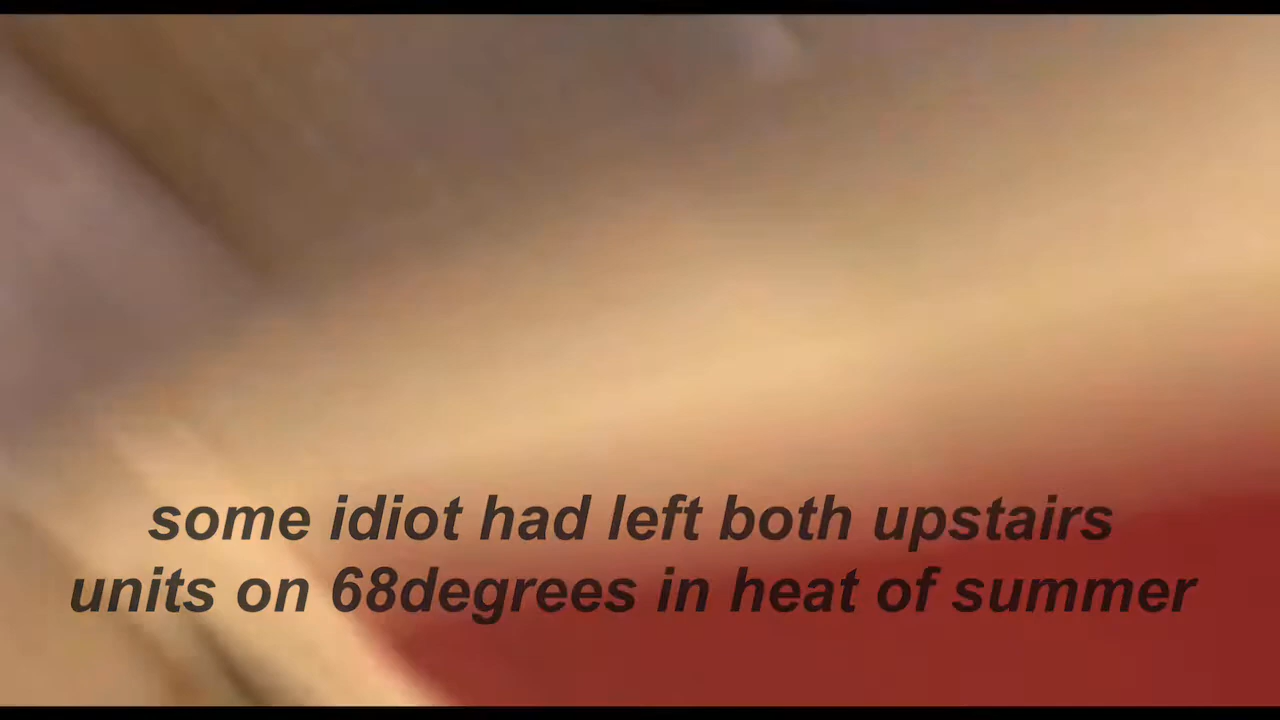 some idiot had left both upstairs
units on 68degrees in heat of summer